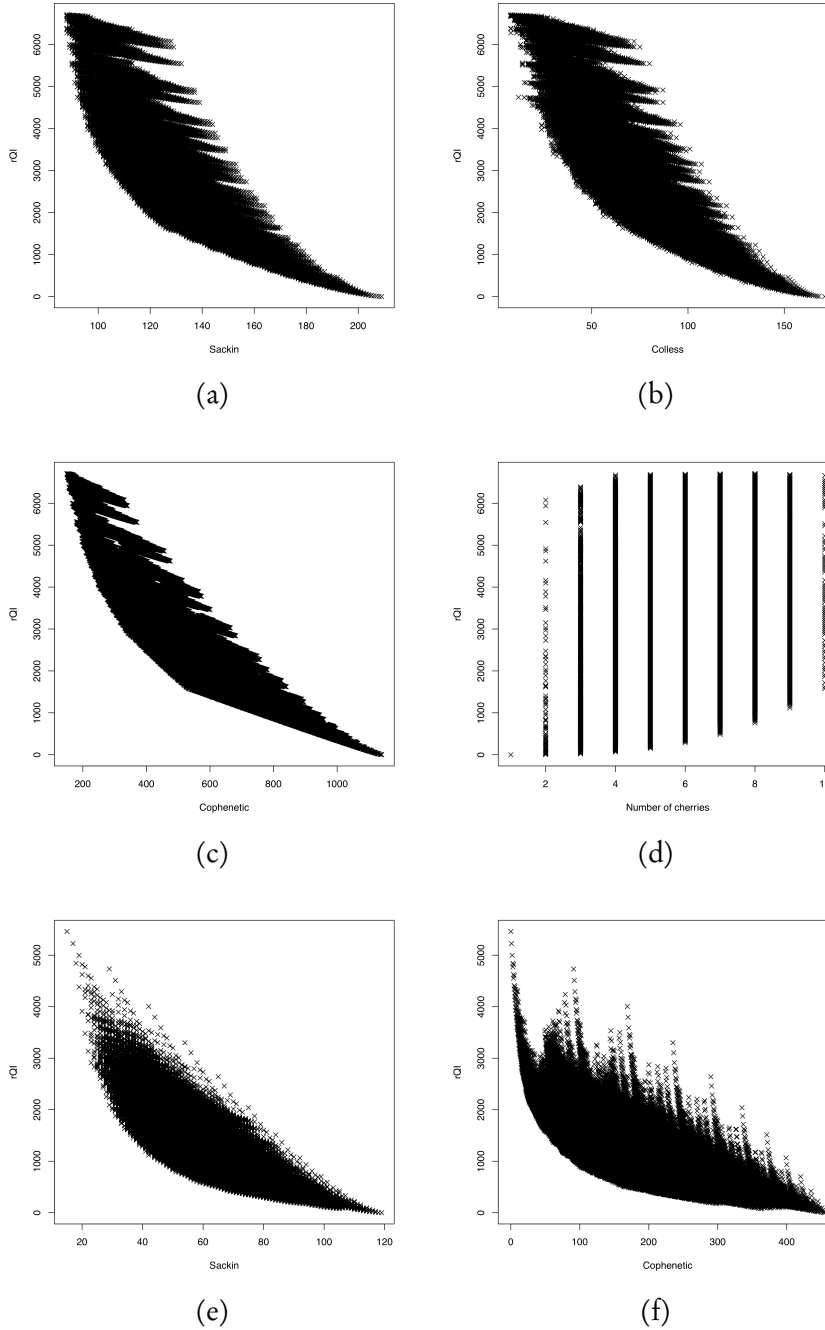 0 1000 2000 3000 4000 5000 6000
rQI
100 120 140 160 180 200
Sackin
(a)
0 1000 2000 3000 4000 5000 6000
rQI
50 100 150
Colless
(b)
0 1000 2000 3000 4000 5000 6000
rQI
200 400 600 800 1000
Cophenetic
(c)
0 1000 2000 3000 4000 5000 6000
rQI
2 4 6 8 1
Number of cherries
(d)
0 1000 2000 3000 4000 5000
rQI
20 40 60 80 100 120
Sackin
(e)
0 1000 2000 3000 4000 5000
rQI
0 100 200 300 400
Cophenetic
(f)